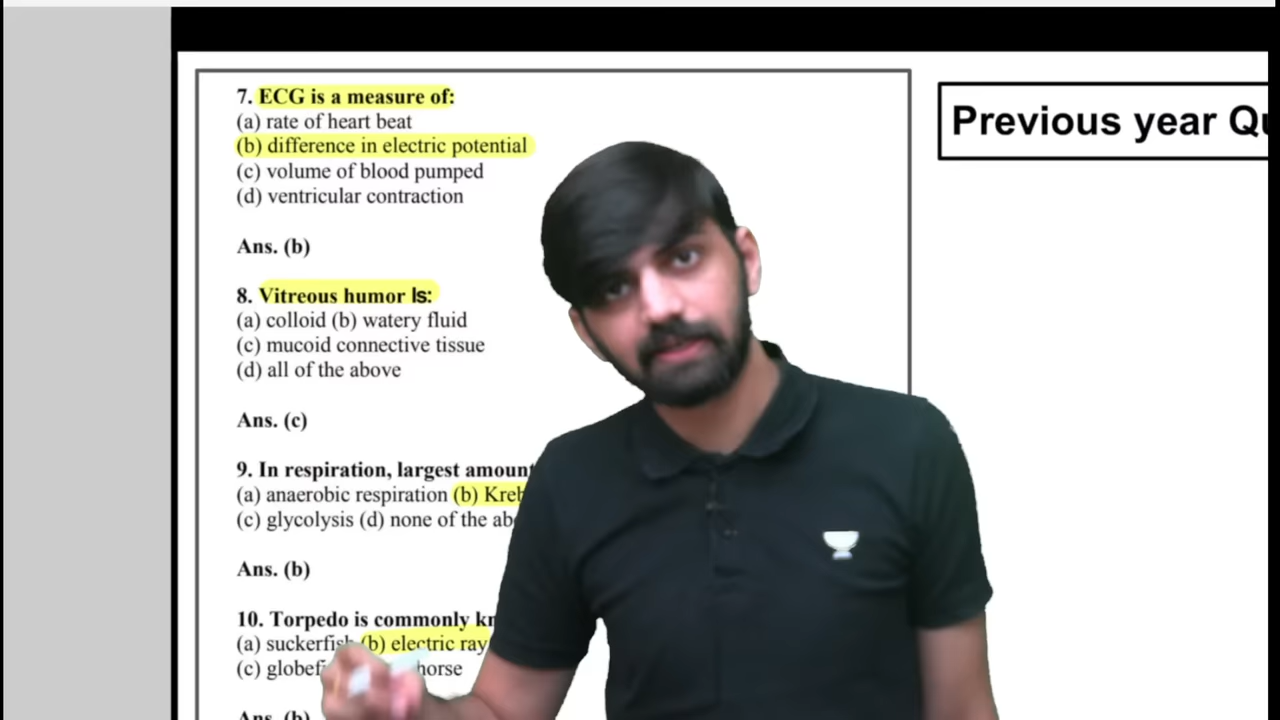 7. ECG is a measure of:
(a) rate of heart beat
(b) difference in electric potential
(c) volume of blood pumped
(d) ventricular contraction
Ans. (b)
8. Vitreous humor Is:
(a) colloid (b) watery fluid
(c) mucoid connective tissue
(d) all of the above
Ans. (c)
9. In respiration, largest amount
(a) anaerobic respiration (b)
(c) glycolysis (d) none of the
Ans. (b)
10. Torpedo is commonly
(a) suckerfish (b) electric ray
(c)
Ans. (b)
Previous year